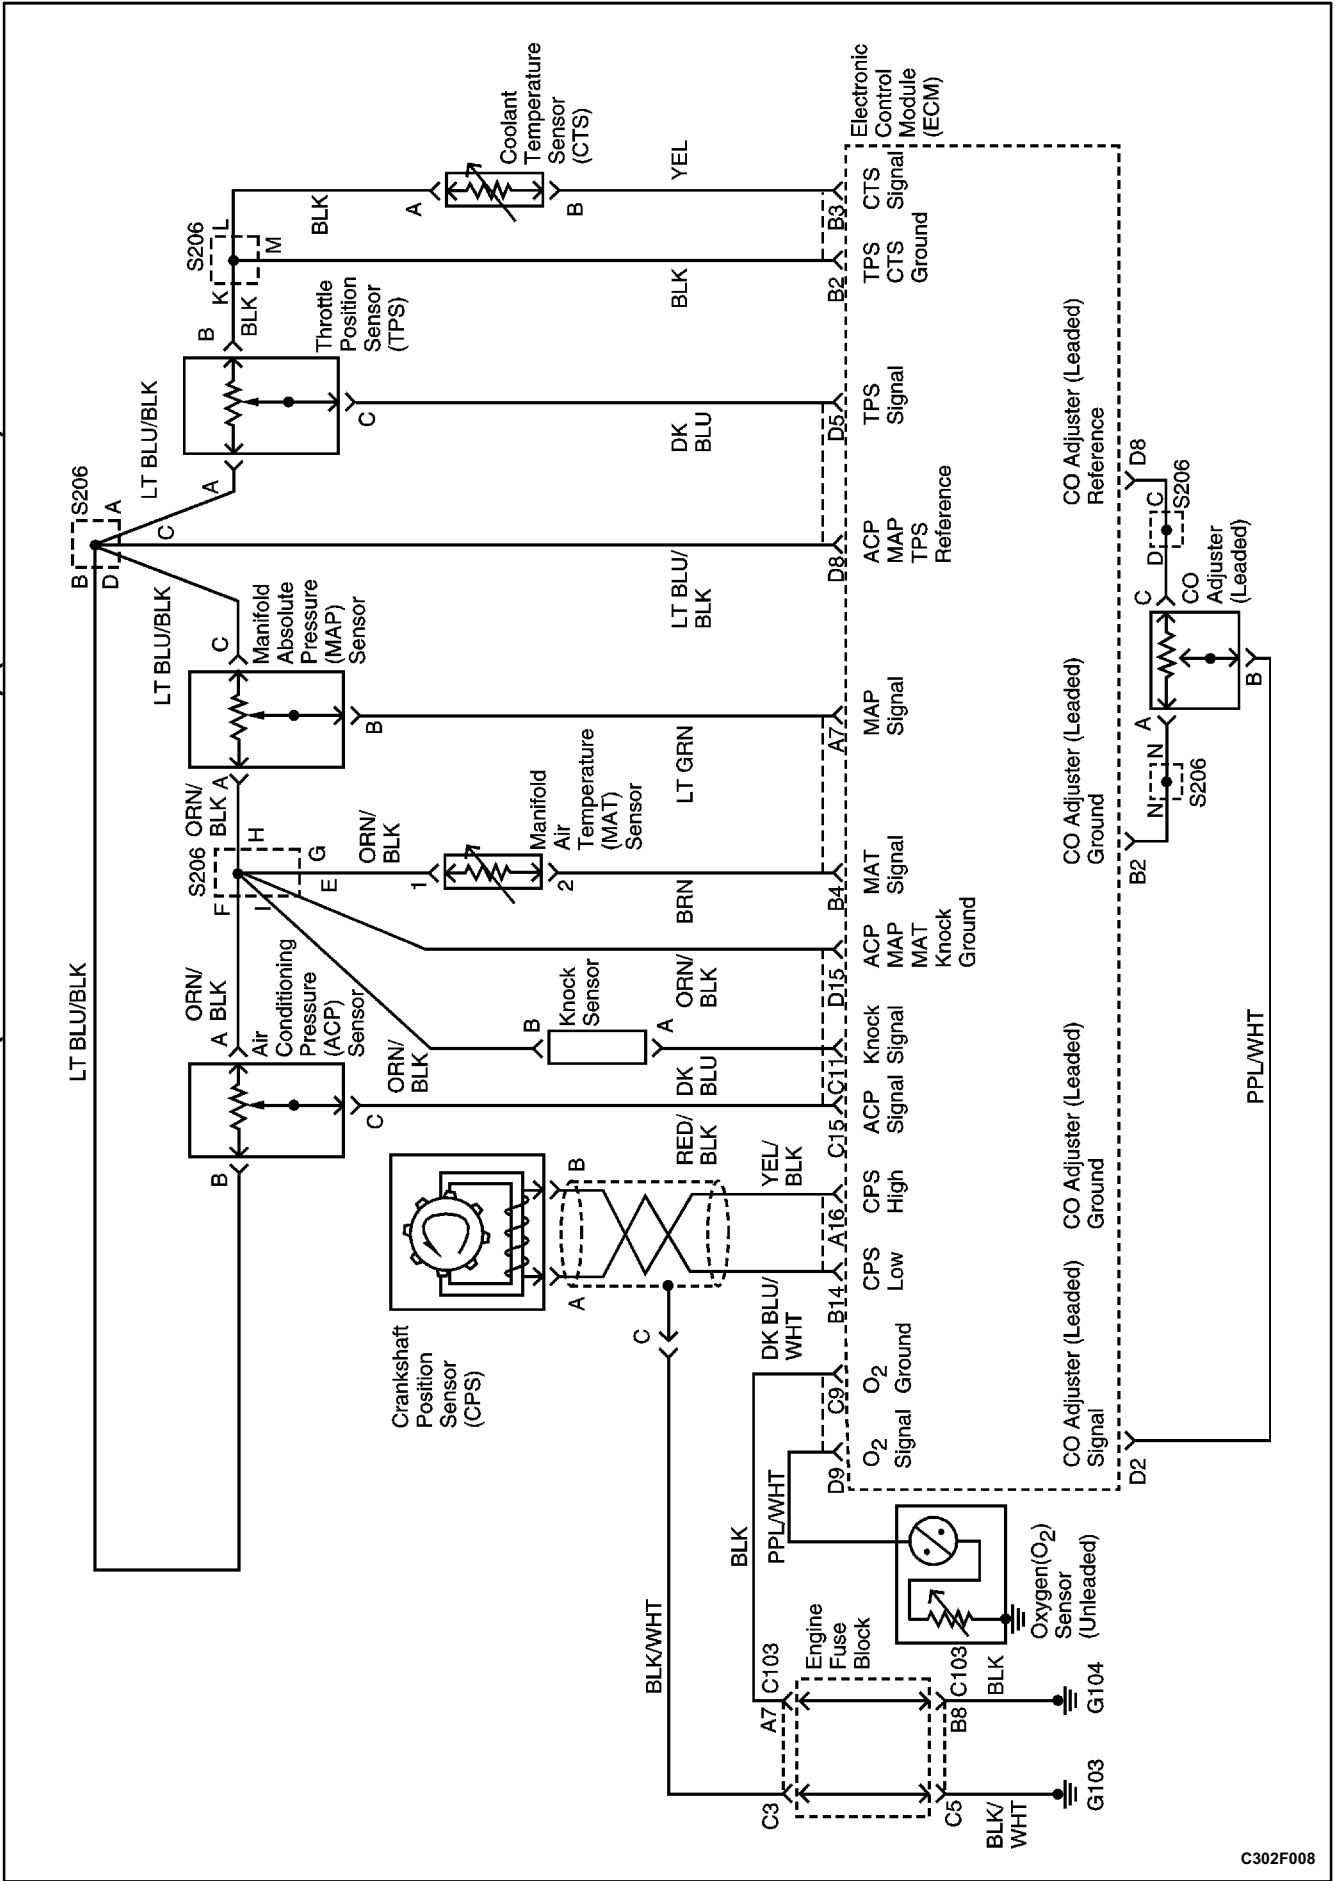 LT BLU/BLK
S206
B
A
D
C
LT BLU/BLK
LT BLU/BLK
B
A
ORN/
BLK
Air
Conditioning
Pressure
(ACP)
Sensor
C
S206
F
I
H
G
E
ORN/
BLK
A
C
Manifold
Absolute
Pressure
(MAP)
Sensor
B
A
B
BLK
Throttle
Position
Sensor
(TPS)
C
S206
K
L
M
BLK
Crankshaft
Position
Sensor
(CPS)
A
B
C
ORN/
BLK
B
Knock
Sensor
A
ORN/
BLK
1
2
Manifold
Air
Temperature
(MAT)
Sensor
A
B
Coolant
Temperature
Sensor
(CTS)
BLK/WHT
BLK
PPL/WHT
DK BLU/
WHT
YEL/
BLK
RED/
BLK
DK
BLU
ORN/
BLK
BRN
LT GRN
LT BLU/
BLK
DK
BLU
BLK
YEL
D9
C9
B14
A16
C15
C11
D15
B4
A7
D8
D5
B2
B3
Electronic
Control
Module
(ECM)
O2
Signal
O2
Ground
CPS
Low
CPS
High
ACP
Signal
Knock
Signal
ACP
MAP
MAT
Knock
Ground
MAT
Signal
MAP
Signal
ACP
MAP
TPS
Reference
TPS
Signal
TPS
CTS
Ground
CTS
Signal
C3
A7
C103
Engine
Fuse
Block
C5
B8
C103
BLK/
WHT
BLK
G103
G104
Oxygen(O2)
Sensor
(Unleaded)
CO Adjuster (Leaded)
Signal
CO Adjuster (Leaded)
Ground
CO Adjuster (Leaded)
Ground
CO Adjuster (Leaded)
Reference
D2
B2
D8
N
N
S206
A
C
B
CO
Adjuster
(Leaded)
D
C
S206
PPL/WHT
C302F008